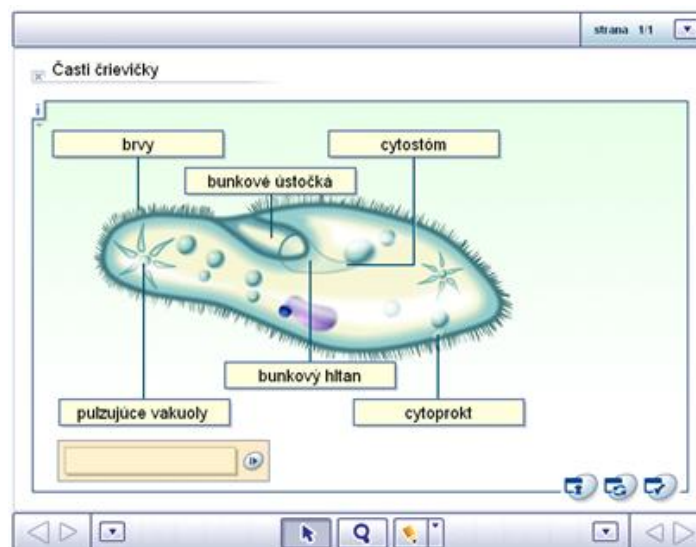 strana 1/1
Časti črievičky
brvy
cytostóm
bunkové ústočká
bunkový hltan
pulzujúce vakuoly
cytoprokt